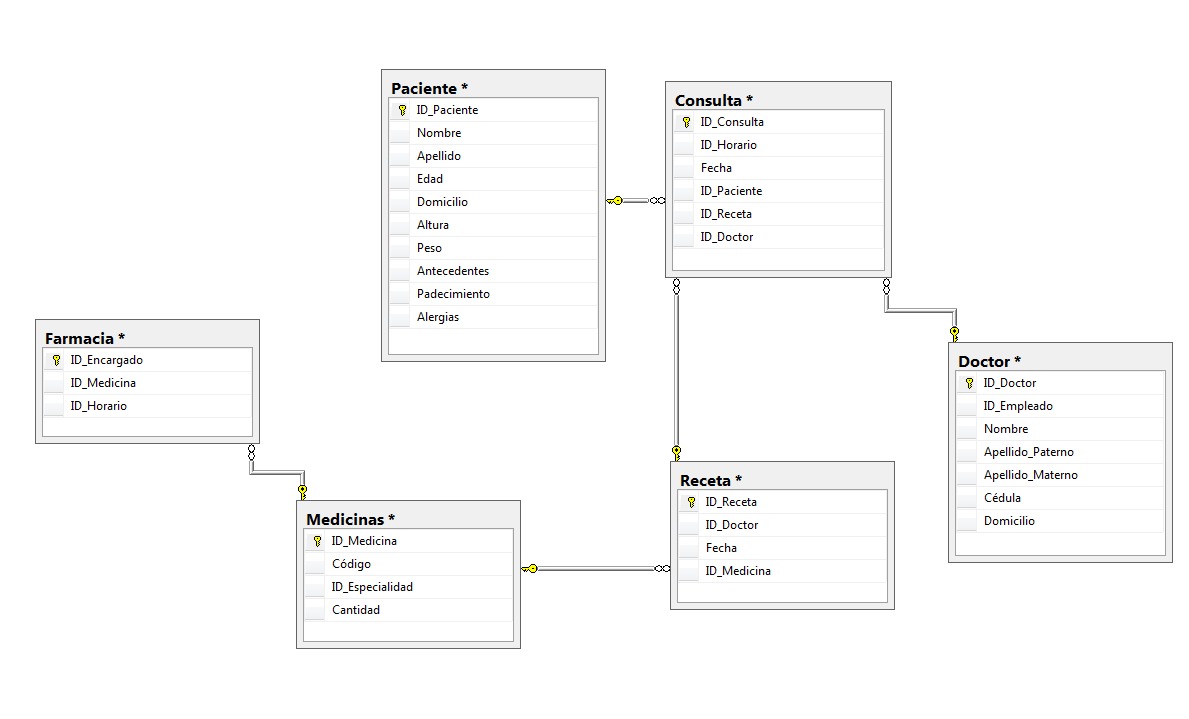 Paciente *
ID_Paciente
Nombre
Apellido
Edad
Domicilio
Altura
Peso
Antecedentes
Padecimiento
Alergias
Consulta *
ID_Consulta
ID_Horario
Fecha
ID_Paciente
ID_Receta
ID_Doctor
Farmacia *
ID_Encargado
ID_Medicina
ID_Horario
Doctor *
ID_Doctor
ID_Empleado
Nombre
Apellido_Paterno
Apellido_Materno
Cédula
Domicilio
Medicinas *
ID_Medicina
Código
ID_Especialidad
Cantidad
Receta *
ID_Receta
ID_Doctor
Fecha
ID_Medicina